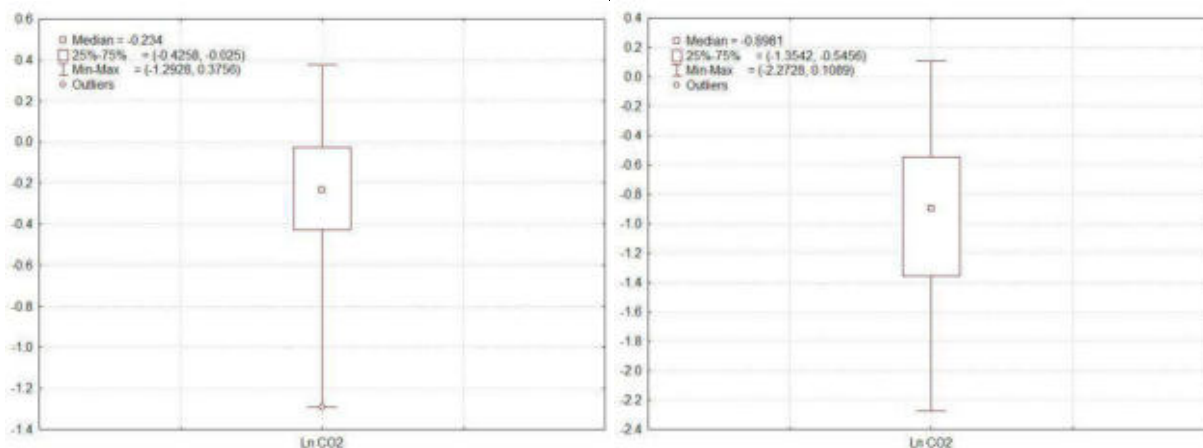 0.6
Median = -0.234
25%-75% = (-0.4258, -0.025)
0.4
Min-Max = (-1.2928, 0.3756)
Outliers
0.2
0.0
-0.2
-0.4
-0.6
-0.8
-1.0
-1.2
-1.4
Ln CO2
0.4
Median = -0.8981
0.2
25%-75% = (-1.3542, -0.5456)
0.0
Min-Max = (-2.2728, 0.1089)
Outliers
-0.2
-0.4
-0.6
-0.8
-1.0
-1.2
-1.4
-1.6
-1.8
-2.0
-2.2
-2.4
Ln CO2